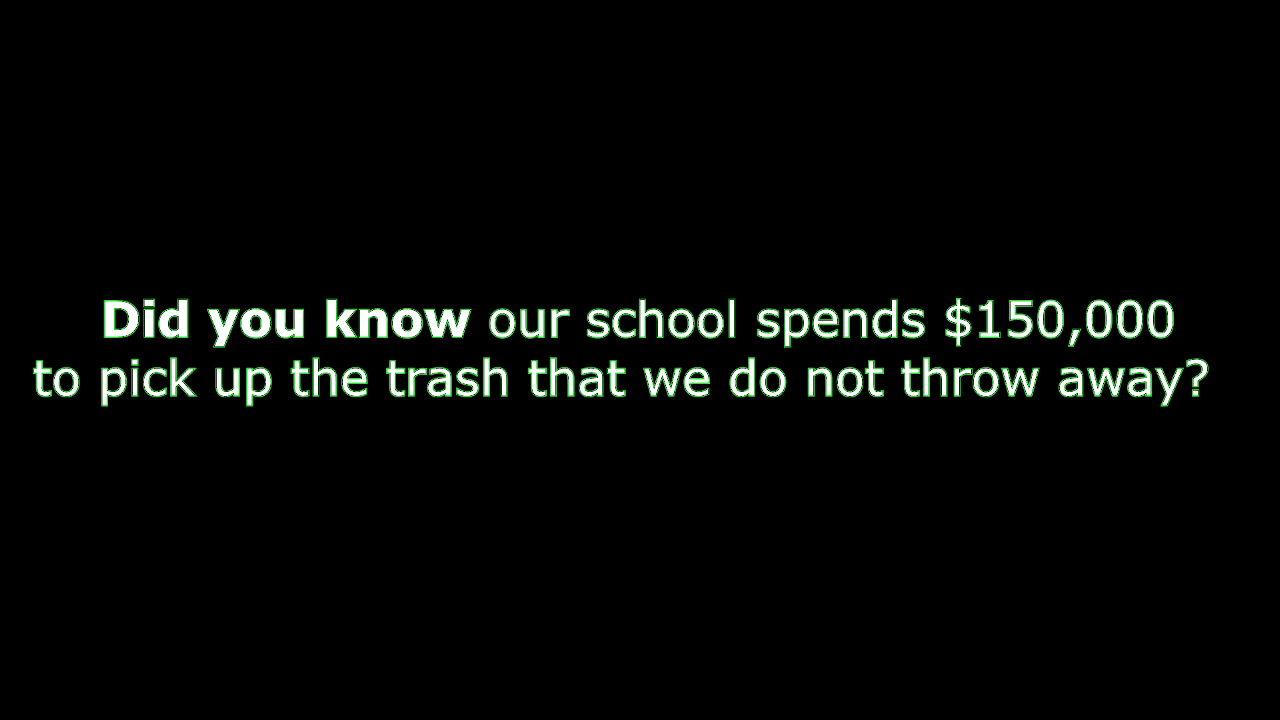 Did you know our school spends $150,000
to pick up the trash that we do not throw away?